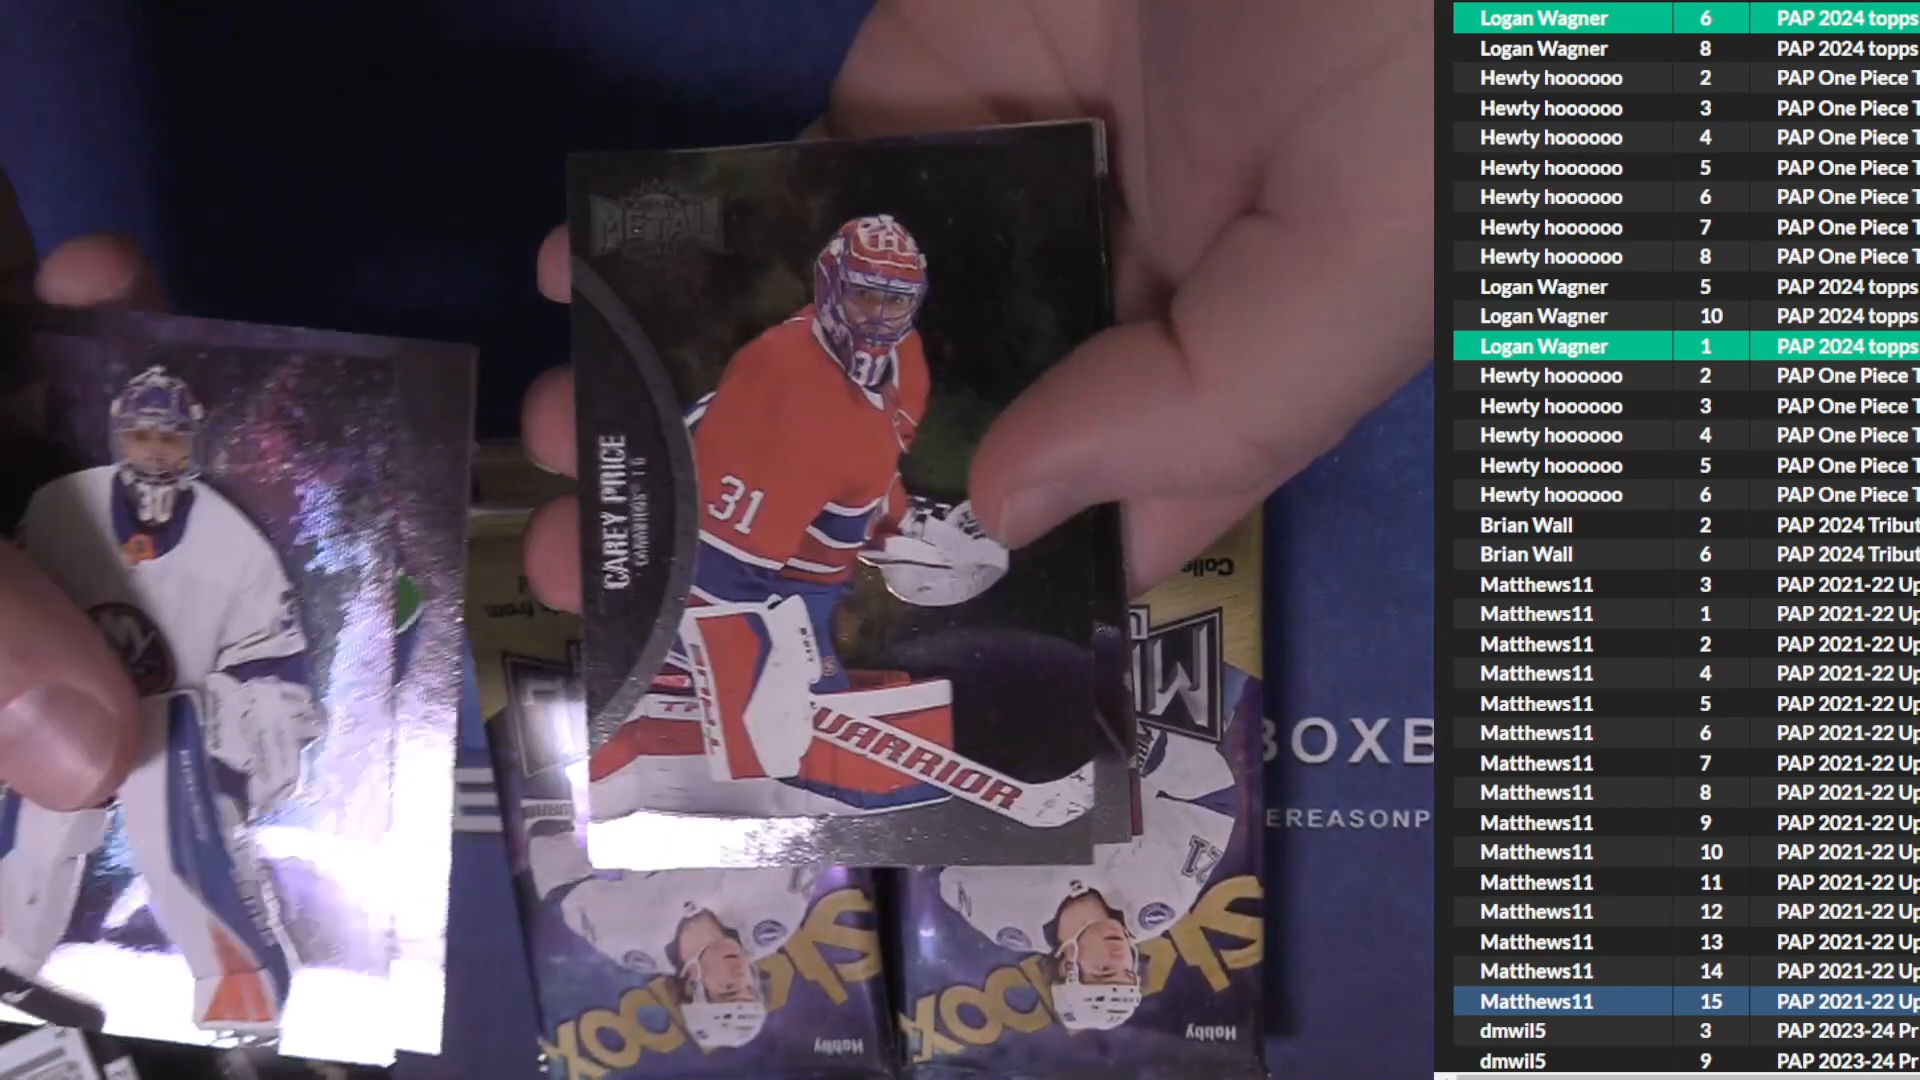 METAL
CAREY PRICE
CANADIENS
31
31
WARRIOR
30
NY
BOXB
EREASONP
Colle
from
SKYBOX
Hobby
SKYBOX
Hobby
21
Logan Wagner 6 PAP 2024 topps
Logan Wagner 8 PAP 2024 topps
Hewty hoooooo 2 PAP One Piece T
Hewty hoooooo 3 PAP One Piece T
Hewty hoooooo 4 PAP One Piece T
Hewty hoooooo 5 PAP One Piece T
Hewty hoooooo 6 PAP One Piece T
Hewty hoooooo 7 PAP One Piece T
Hewty hoooooo 8 PAP One Piece T
Logan Wagner 5 PAP 2024 topps
Logan Wagner 10 PAP 2024 topps
Logan Wagner 1 PAP 2024 topps
Hewty hoooooo 2 PAP One Piece T
Hewty hoooooo 3 PAP One Piece T
Hewty hoooooo 4 PAP One Piece T
Hewty hoooooo 5 PAP One Piece T
Hewty hoooooo 6 PAP One Piece T
Brian Wall 2 PAP 2024 Tribut
Brian Wall 6 PAP 2024 Tribut
Matthews11 3 PAP 2021-22 Up
Matthews11 1 PAP 2021-22 Up
Matthews11 2 PAP 2021-22 Up
Matthews11 4 PAP 2021-22 Up
Matthews11 5 PAP 2021-22 Up
Matthews11 6 PAP 2021-22 Up
Matthews11 7 PAP 2021-22 Up
Matthews11 8 PAP 2021-22 Up
Matthews11 9 PAP 2021-22 Up
Matthews11 10 PAP 2021-22 Up
Matthews11 11 PAP 2021-22 Up
Matthews11 12 PAP 2021-22 Up
Matthews11 13 PAP 2021-22 Up
Matthews11 14 PAP 2021-22 Up
Matthews11 15 PAP 2021-22 Up
dmwil5 3 PAP 2023-24 Pr
dmwil5 9 PAP 2023-24 Pr